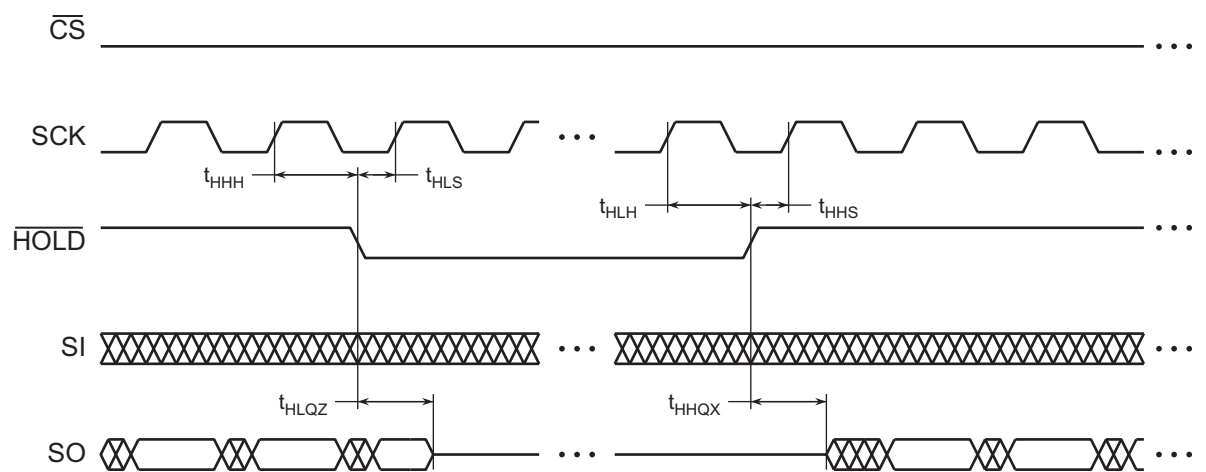 CS
SCK
tHHH
tHLS
tHLH
tHHS
HOLD
SI
tHLQZ
tHHQX
SO